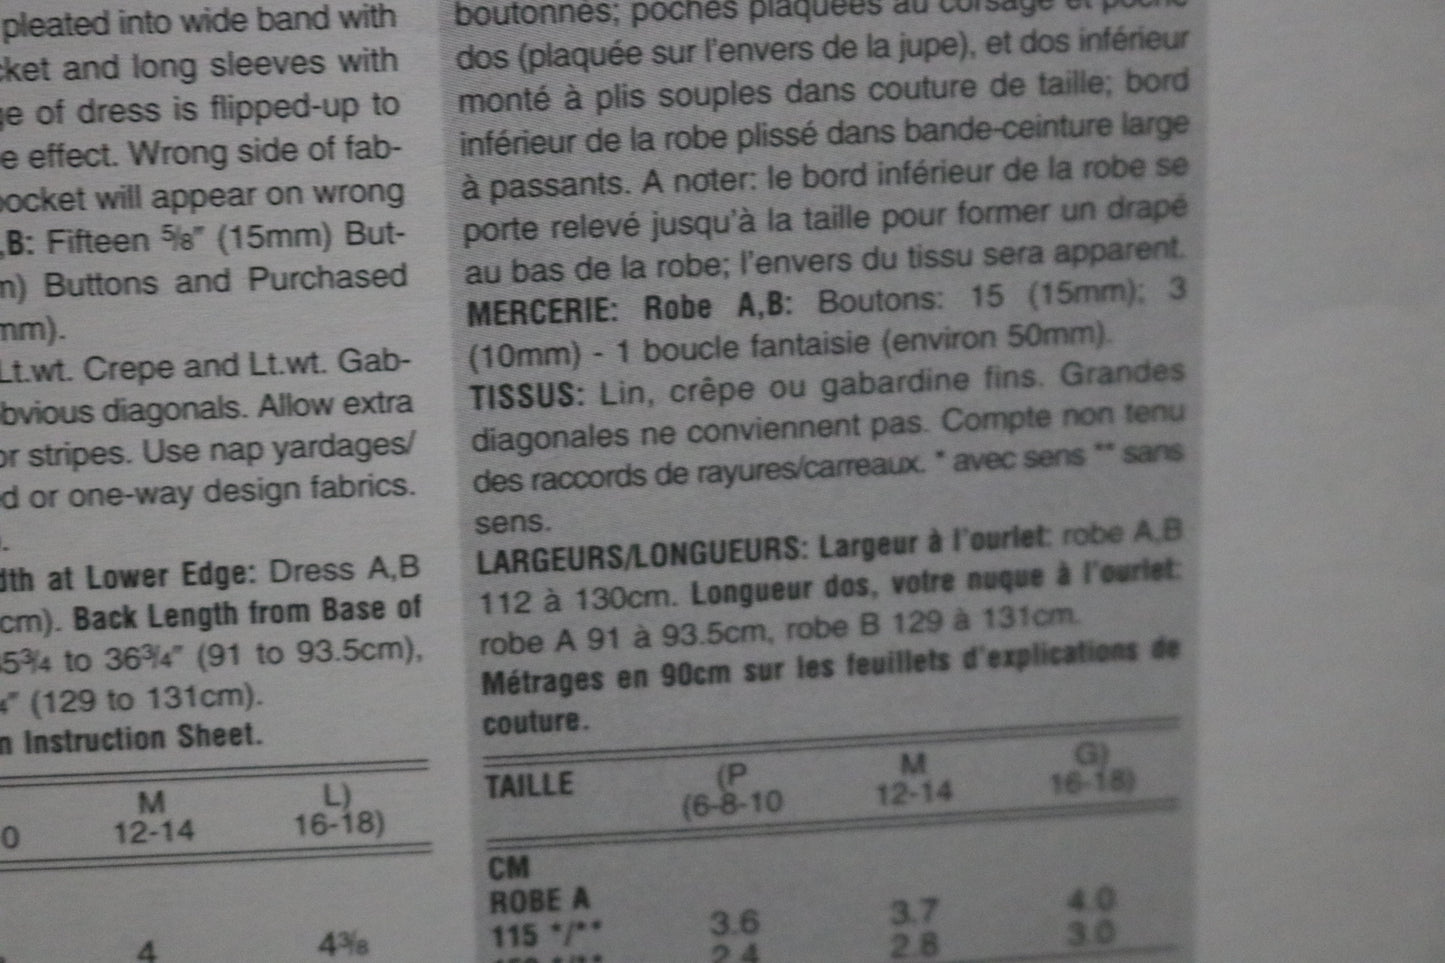 pleated into wide band with
ket and long sleeves with
ge of dress is flipped-up to
e effect. Wrong side of fab-
pocket will appear on wrong
,B: Fifteen 5/8" (15mm) But-
m) Buttons and Purchased
mm).
Lt.wt. Crepe and Lt.wt. Gab-
bvious diagonals. Allow extra
or stripes. Use nap yardages/
d or one-way design fabrics.
dth at Lower Edge: Dress A,B
cm). Back Length from Base of
5¾ to 36¾" (91 to 93.5cm),
" (129 to 131cm).
n Instruction Sheet.
M L)
0 12-14 16-18)
4 4⅜
boutonnés; poches plaquées au corsage et poche
dos (plaquée sur l'envers de la jupe), et dos inférieur
monté à plis souples dans couture de taille; bord
inférieur de la robe plissé dans bande-ceinture large
à passants. A noter: le bord inférieur de la robe se
porte relevé jusqu'à la taille pour former un drapé
au bas de la robe; l'envers du tissu sera apparent.
MERCERIE: Robe A,B: Boutons: 15 (15mm); 3
(10mm) - 1 boucle fantaisie (environ 50mm).
TISSUS: Lin, crêpe ou gabardine fins. Grandes
diagonales ne conviennent pas. Compte non tenu
des raccords de rayures/carreaux. * avec sens ** sans
sens.
LARGEURS/LONGUEURS: Largeur à l'ourlet: robe A,B
112 à 130cm. Longueur dos, votre nuque à l'ourlet:
robe A 91 à 93.5cm, robe B 129 à 131cm.
Métrages en 90cm sur les feuillets d'explications de
couture.
TAILLE (P M G)
(6-8-10 12-14 16-18)
CM
ROBE A
115 */** 3.6 3.7 4.0
2.4 2.8 3.0